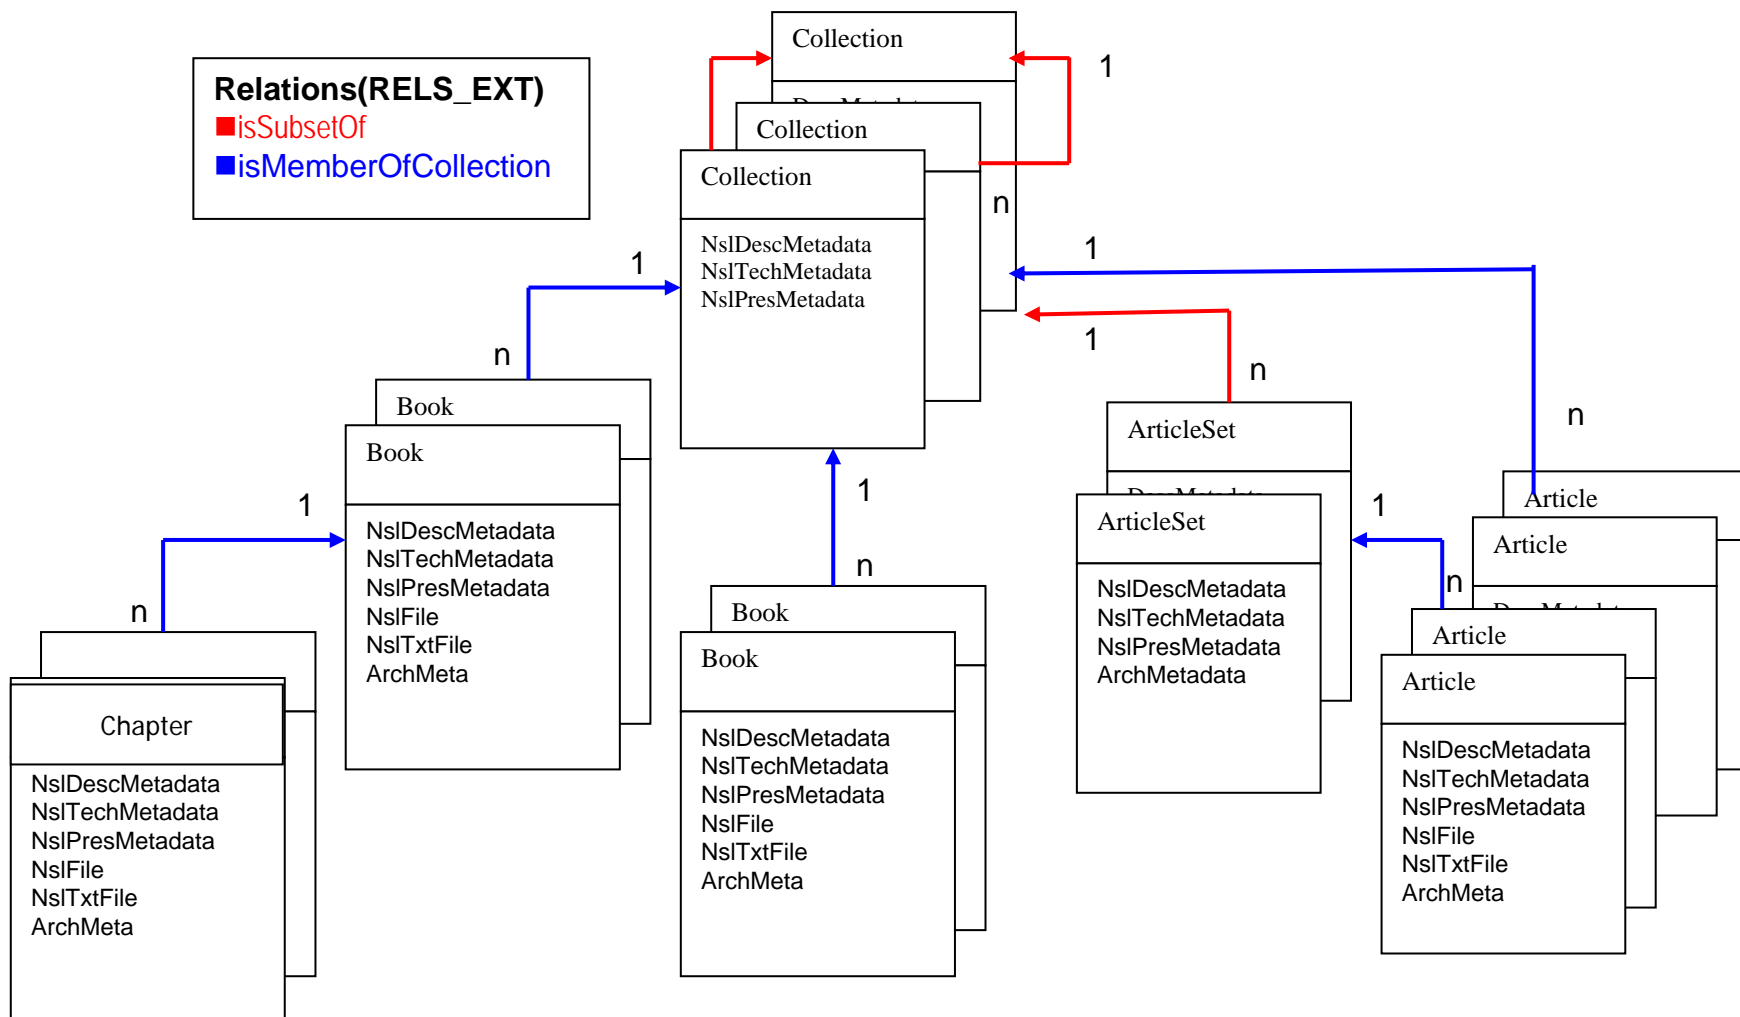 Collection
1
Relations(RELS_EXT)
isSubsetOf
isMemberOfCollection
Collection
Collection
n
NslDescMetadata
NslTechMetadata
NslPresMetadata
1
1
1
n
n
n
Book
Book
NslDescMetadata
NslTechMetadata
NslPresMetadata
NslFile
NslTxtFile
ArchMeta
1
n
Chapter
NslDescMetadata
NslTechMetadata
NslPresMetadata
NslFile
NslTxtFile
ArchMeta
1
n
Book
Book
NslDescMetadata
NslTechMetadata
NslPresMetadata
NslFile
NslTxtFile
ArchMeta
ArticleSet
ArticleSet
NslDescMetadata
NslTechMetadata
NslPresMetadata
ArchMetadata
1
n
Article
Article
Article
Article
NslDescMetadata
NslTechMetadata
NslPresMetadata
NslFile
NslTxtFile
ArchMeta